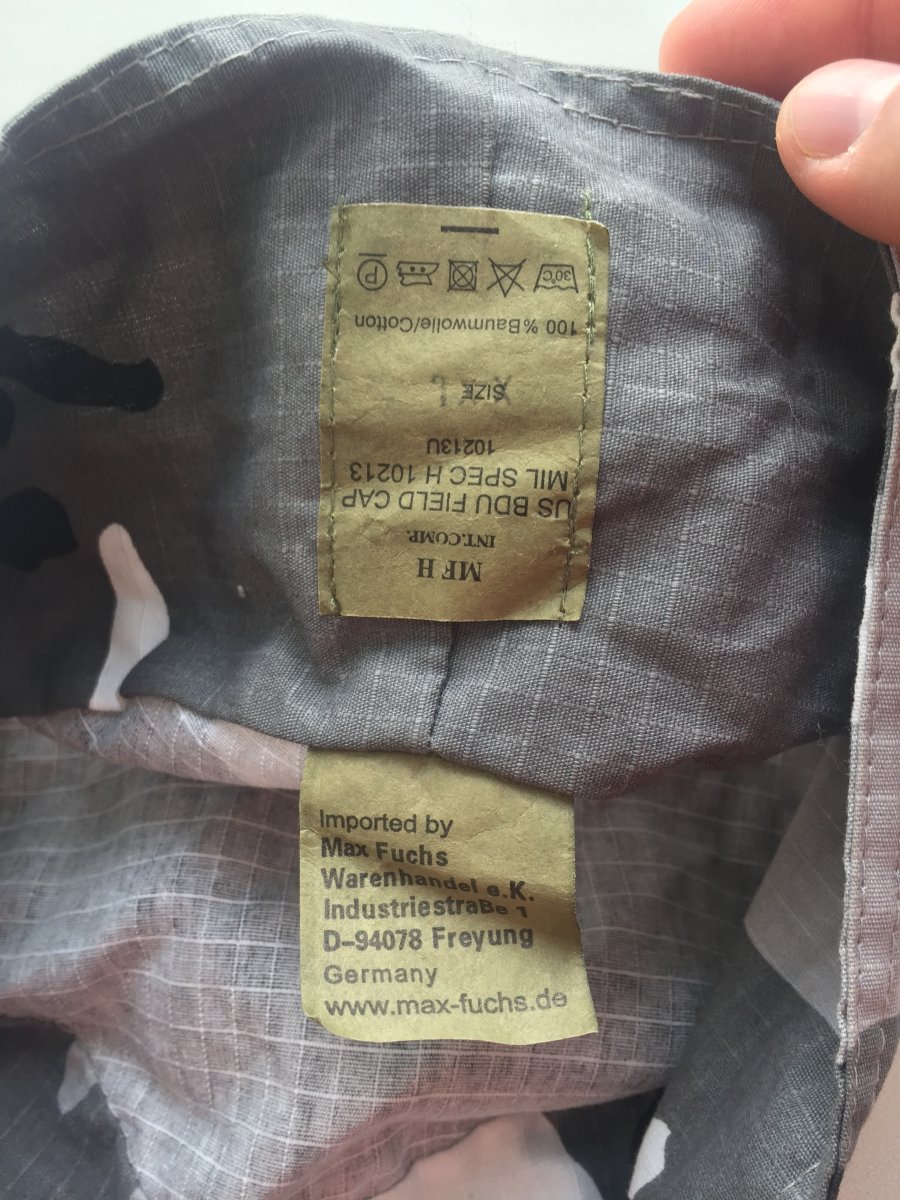 MFH
INT.COMP.
US BDU FIELD CAP
MIL SPEC H 10213
10213U
SIZE L
100 %Baumwolle/Cotton
30°C P
Imported by
Max Fuchs
Warenhandel e.K.
Industriestraße 1
D-94078 Freyung
Germany
www.max-fuchs.de